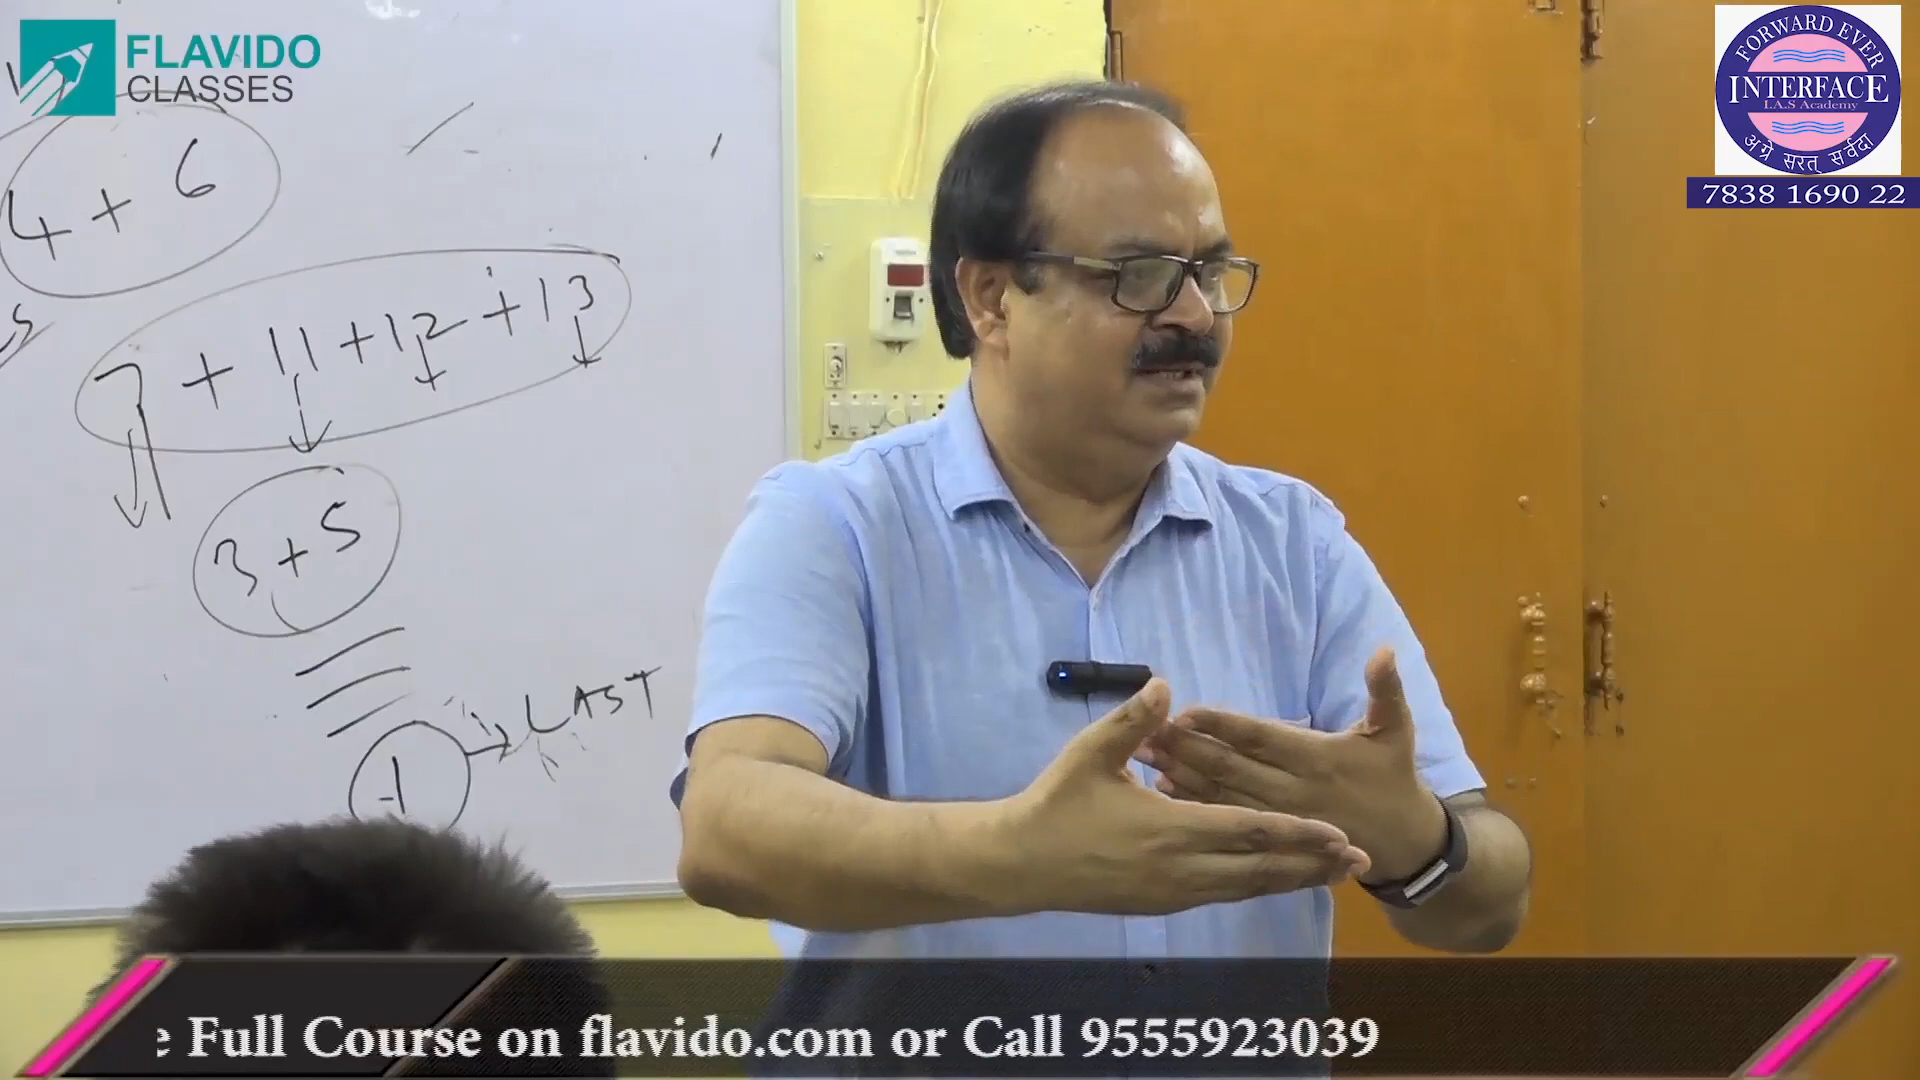 FLAVIDO
CLASSES
FORWARD EVER
INTERFACE
I.A.S Academy
अग्रे सरत् सर्वदा
7838 1690 22
4 + 6
7 + 11 + 12 + 13
3 + 5
1 → LAST
Full Course on flavido.com or Call 9555923039